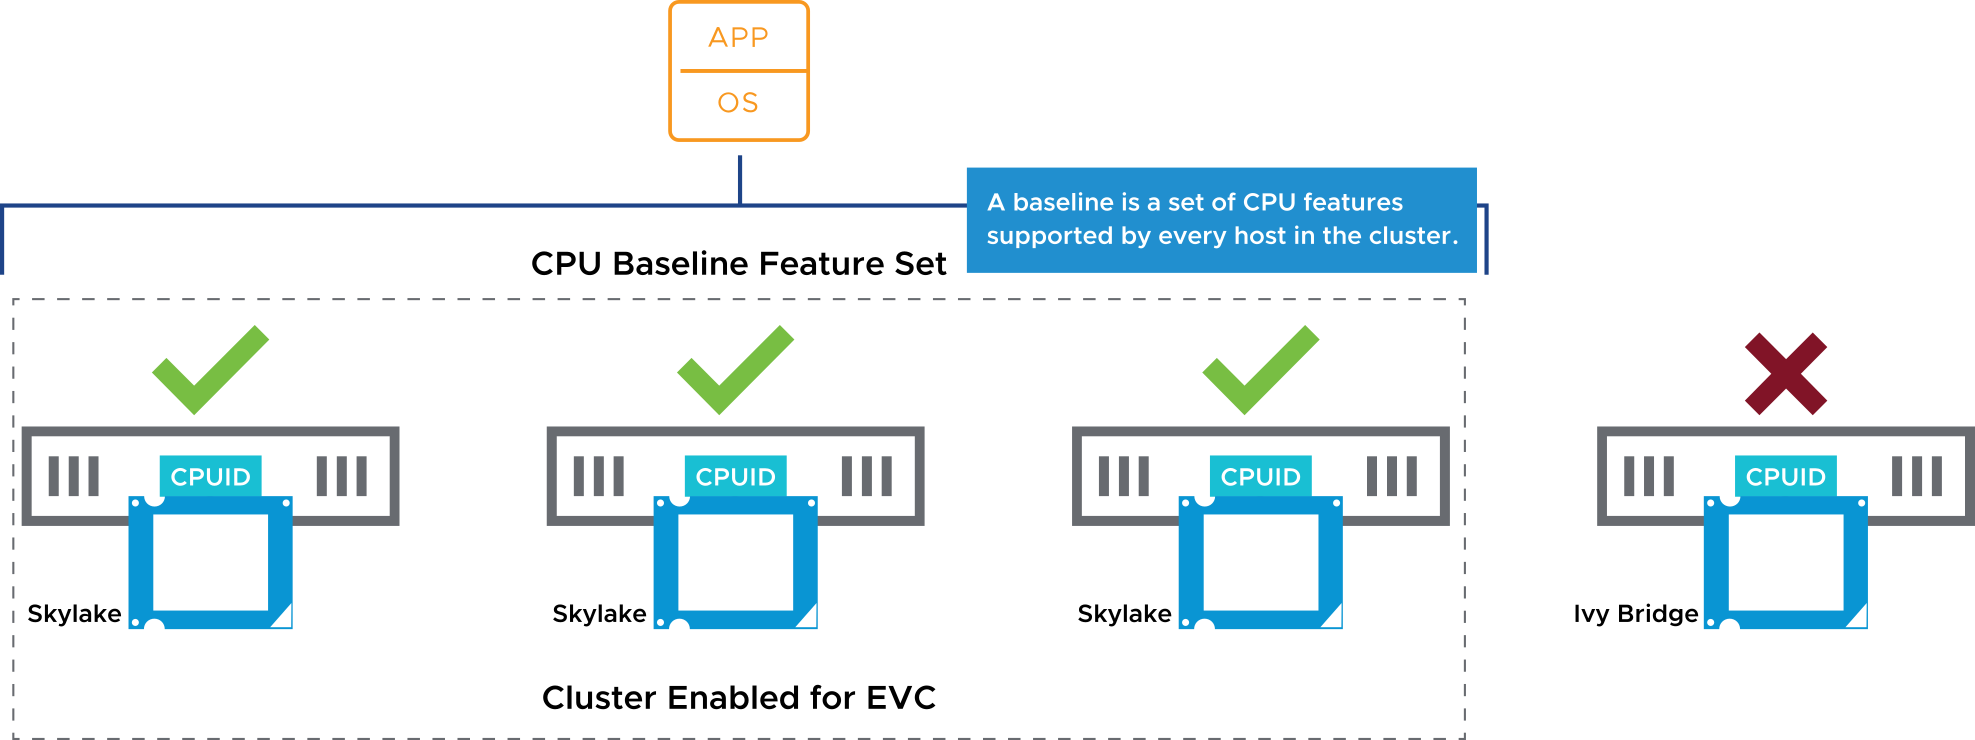 APP
OS
A baseline is a set of CPU features
supported by every host in the cluster.
CPU Baseline Feature Set
CPUID
CPUID
CPUID
CPUID
Skylake
Skylake
Skylake
Ivy Bridge
Cluster Enabled for EVC